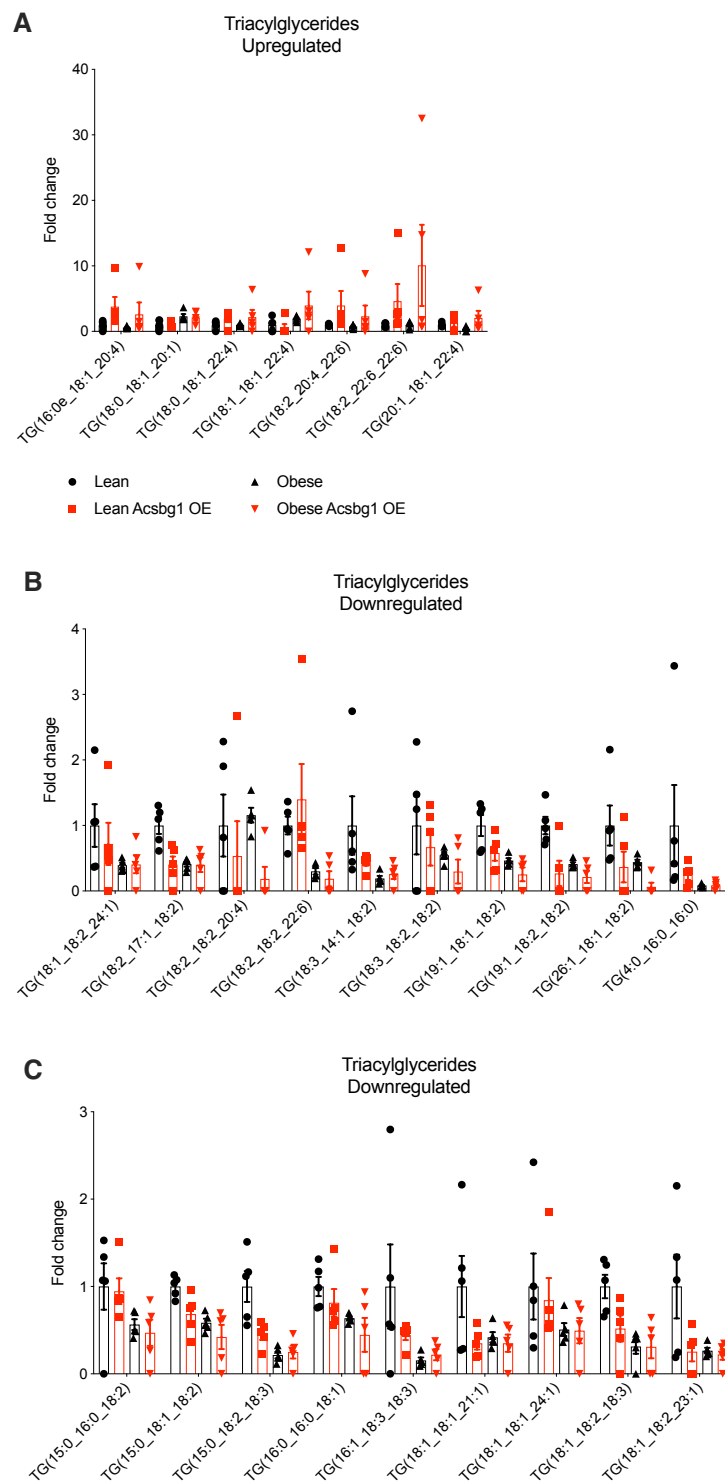 A
Triacylglycerides
Upregulated
40
30
20
10
0
Fold change
TG(16:0e_18:1_20:4)
TG(18:0_18:1_20:1)
TG(18:0_18:1_22:4)
TG(18:1_18:1_22:4)
TG(18:2_20:4_22:6)
TG(18:2_22:6_22:6)
TG(20:1_18:1_22:4)
Lean
Obese
Lean Acsbg1 OE
Obese Acsbg1 OE
B
Triacylglycerides
Downregulated
4
3
2
1
0
Fold change
TG(18:1_18:2_24:1)
TG(18:2_17:1_18:2)
TG(18:2_18:2_20:4)
TG(18:2_18:2_22:6)
TG(18:3_14:1_18:2)
TG(18:3_18:2_18:2)
TG(19:1_18:1_18:2)
TG(19:1_18:2_18:2)
TG(26:1_18:1_18:2)
TG(4:0_16:0_16:0)
C
Triacylglycerides
Downregulated
3
2
1
0
Fold change
TG(15:0_16:0_18:2)
TG(15:0_18:1_18:2)
TG(15:0_18:2_18:3)
TG(16:0_16:0_18:1)
TG(16:1_18:3_18:3)
TG(18:1_18:1_21:1)
TG(18:1_18:1_24:1)
TG(18:1_18:2_18:3)
TG(18:1_18:2_23:1)